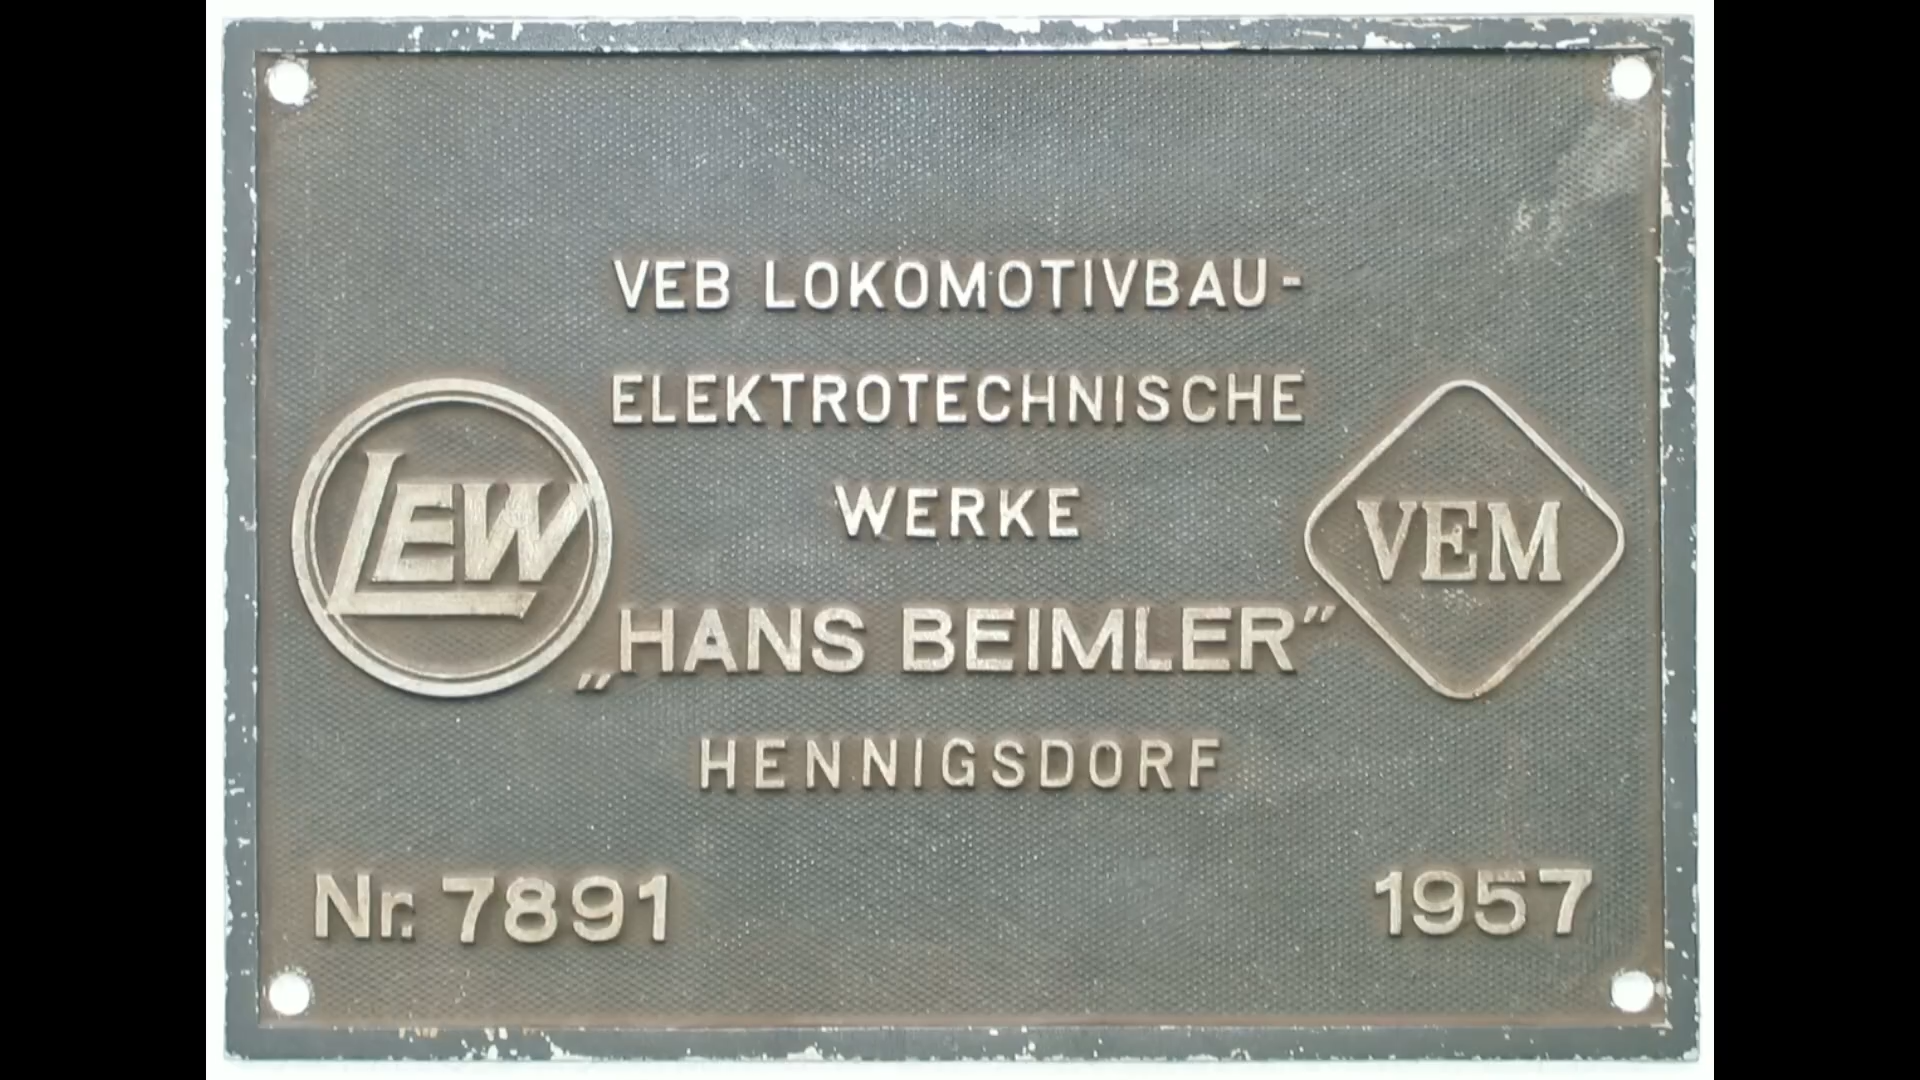 VEB LOKOMOTIVBAU-
ELEKTROTECHNISCHE
WERKE
„HANS BEIMLER”
HENNIGSDORF
LEW
VEM
Nr. 7891
1957